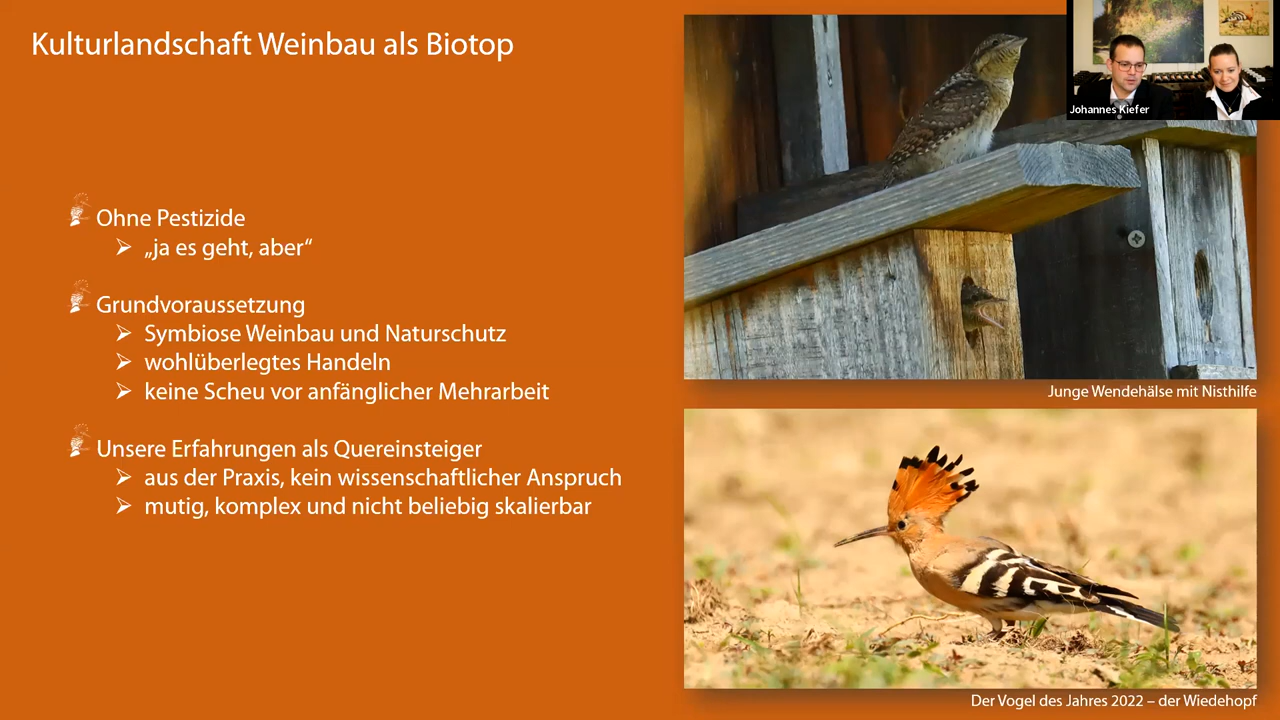 Kulturlandschaft Weinbau als Biotop
Johannes Kiefer
Ohne Pestizide
„ja es geht, aber“
Grundvoraussetzung
Symbiose Weinbau und Naturschutz
wohlüberlegtes Handeln
keine Scheu vor anfänglicher Mehrarbeit
Unsere Erfahrungen als Quereinsteiger
aus der Praxis, kein wissenschaftlicher Anspruch
mutig, komplex und nicht beliebig skalierbar
Junge Wendehälse mit Nisthilfe
Der Vogel des Jahres 2022 – der Wiedehopf